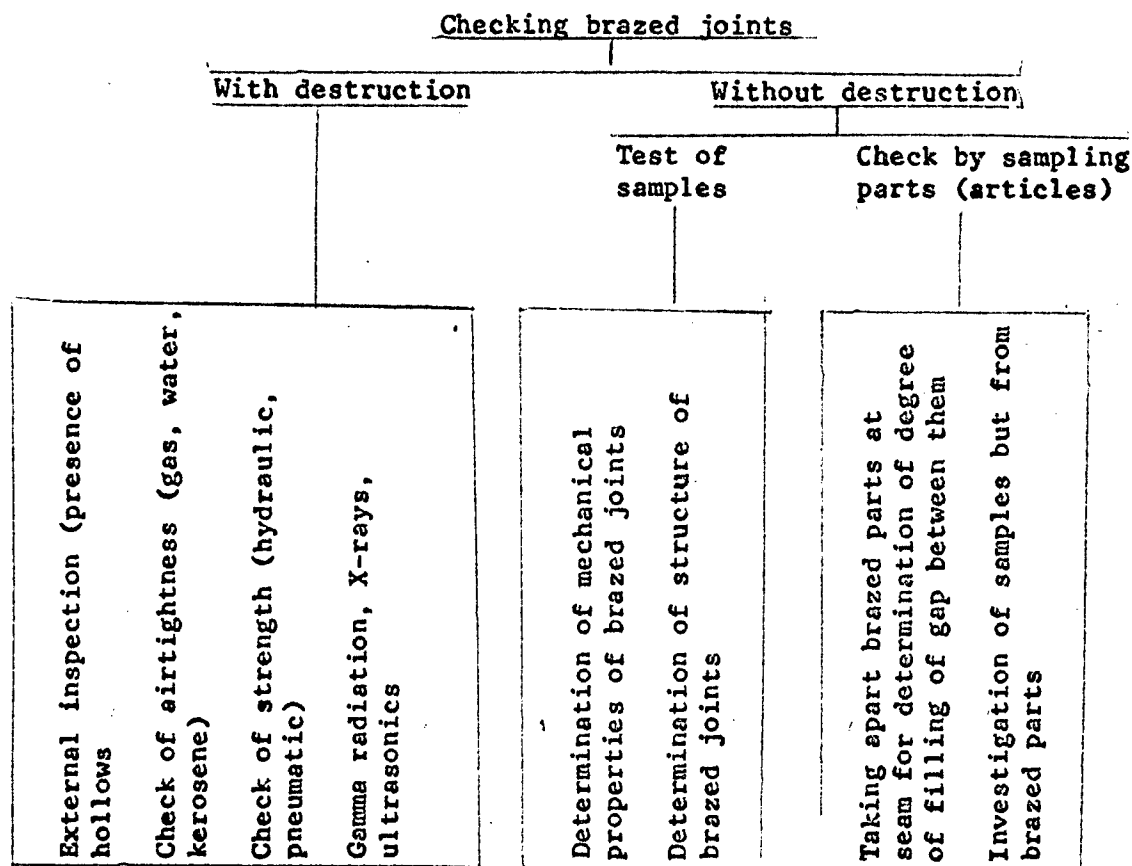 Checking brazed joints
With destruction
Without destruction
Test of
samples
Check by sampling
parts (articles)
External inspection (presence of
hollows
Check of airtightness (gas, water,
kerosene)
Check of strength (hydraulic,
pneumatic)
Gamma radiation, X-rays,
ultrasonics
Determination of mechanical
properties of brazed joints
Determination of structure of
brazed joints
Taking apart brazed parts at
seam for determination of degree
of filling of gap between them
Investigation of samples but from
brazed parts